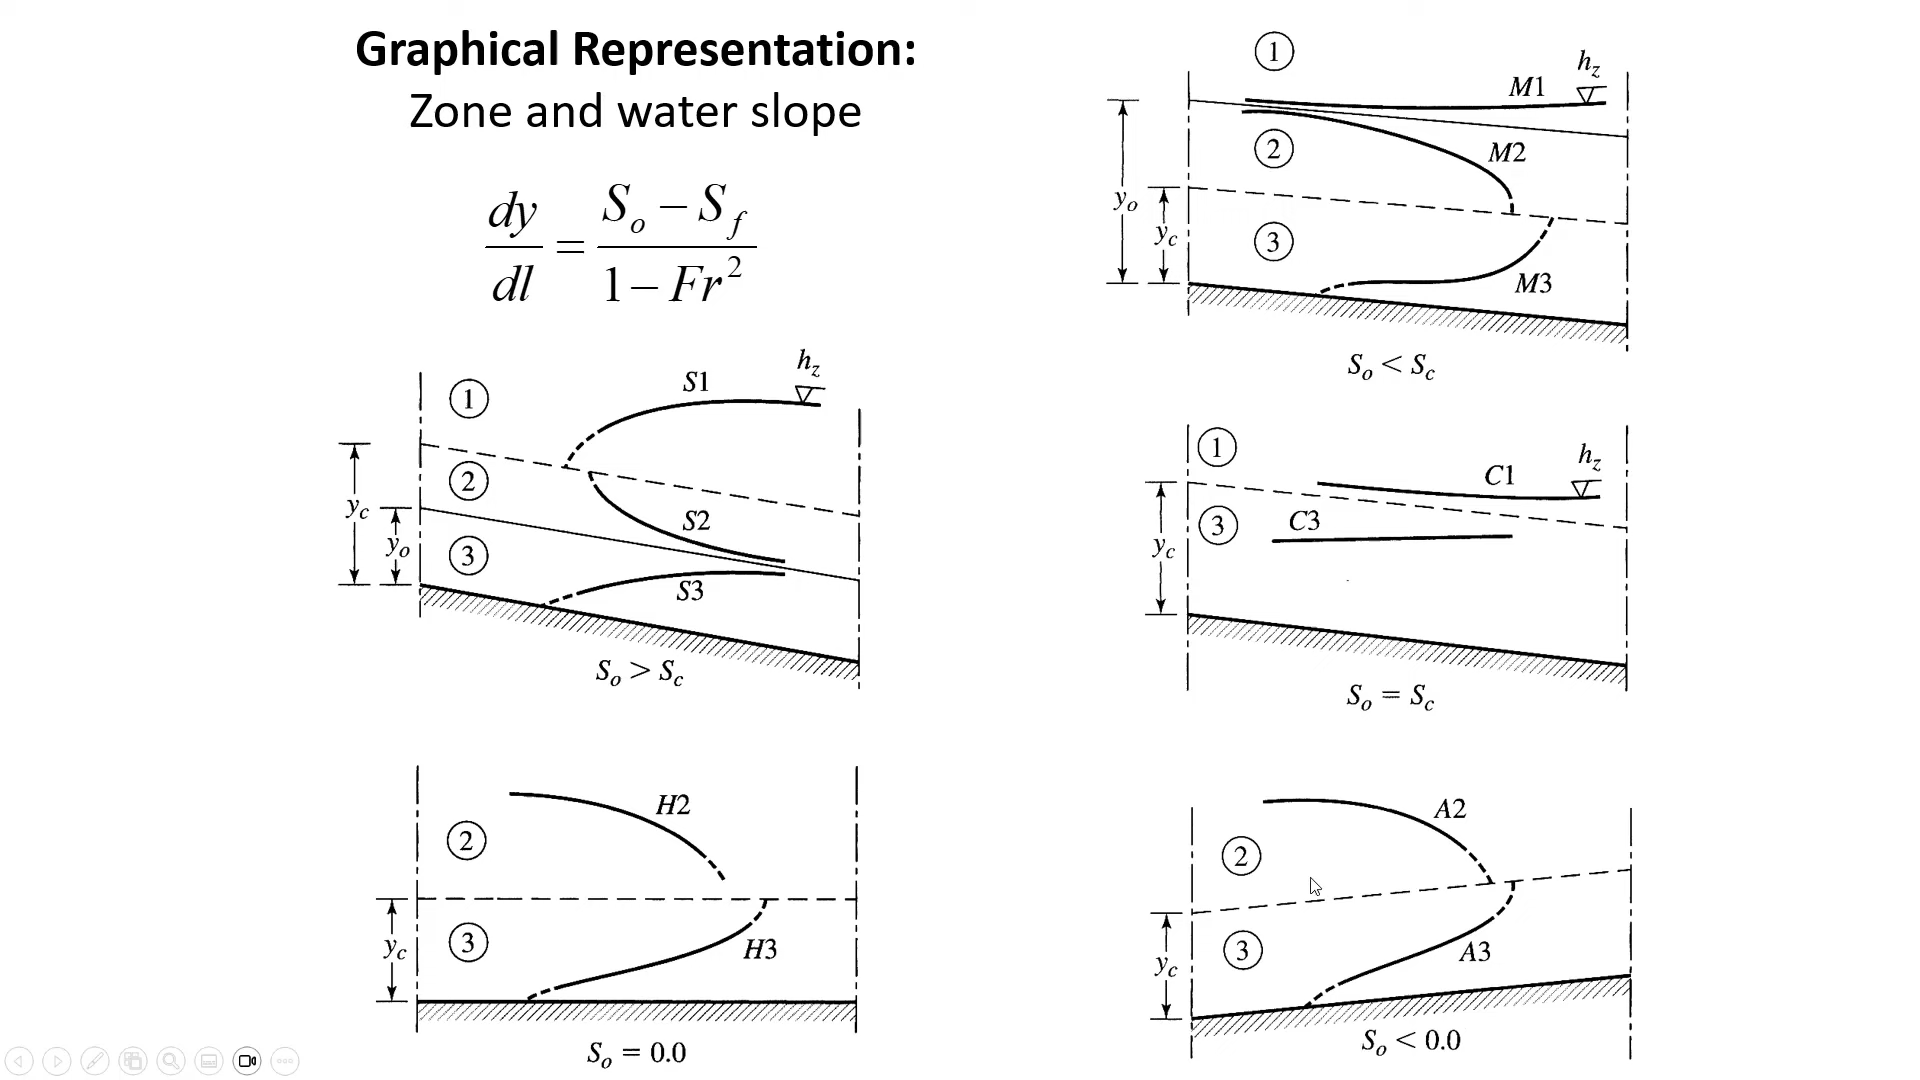 Graphical Representation:
Zone and water slope
dy/dl = (S_o − S_f)/(1 − Fr^2)
1
h_z
M1
2
M2
y_o
y_c
3
M3
S_o < S_c
1
S1
h_z
2
y_c
S2
y_o
3
S3
S_o > S_c
1
h_z
C1
3
C3
y_c
S_o = S_c
H2
2
3
y_c
H3
S_o = 0.0
A2
2
3
A3
y_c
S_o < 0.0